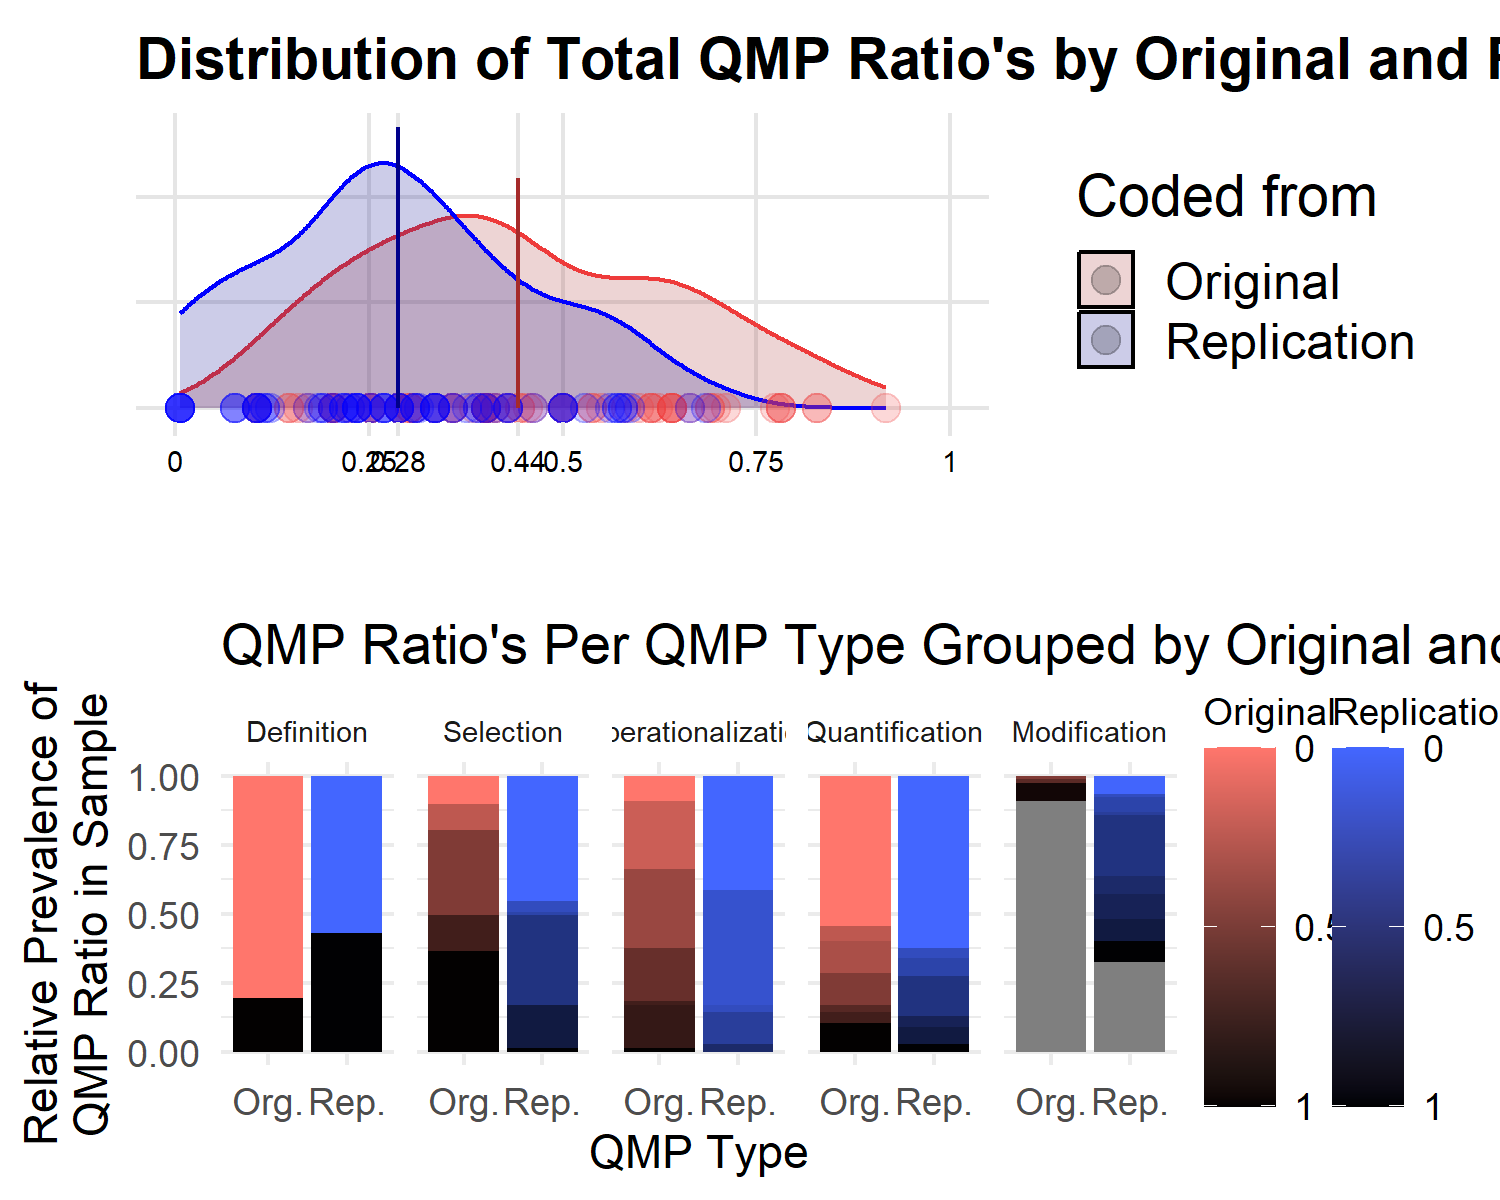 Distribution of Total QMP Ratio's by Original and
Coded from
Original
Replication
0 0.25 0.28 0.44 0.5 0.75 1
QMP Ratio's Per QMP Type Grouped by Original and
Relative Prevalence of
QMP Ratio in Sample
Definition Selection perationalizati Quantification Modification
1.00
0.75
0.50
0.25
0.00
Org. Rep. Org. Rep. Org. Rep. Org. Rep. Org. Rep.
QMP Type
Original Replicatio
0 0
0.5 0.5
1 1